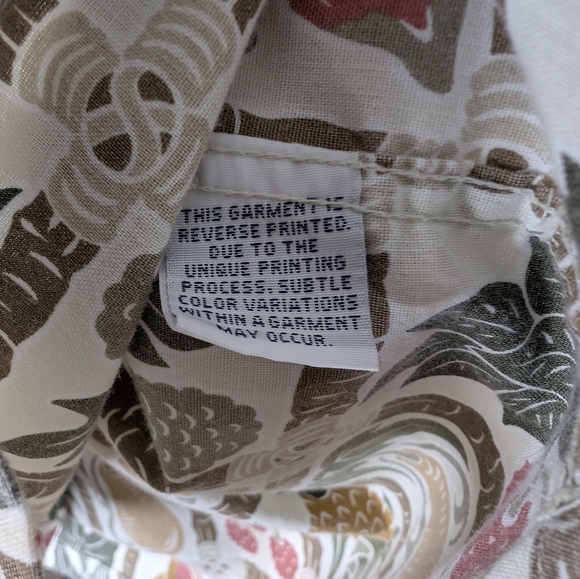 THIS GARMENT IS
REVERSE PRINTED.
DUE TO THE
UNIQUE PRINTING
PROCESS. SUBTLE
COLOR VARIATIONS
WITHIN A GARMENT
MAY OCCUR.